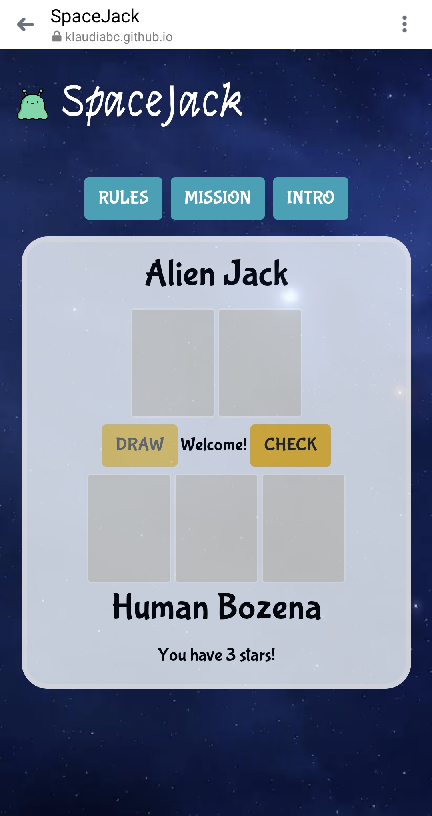 SpaceJack
klaudiabc.github.io
SpaceJack
RULES MISSION INTRO
Alien Jack
DRAW Welcome! CHECK
Human Bozena
You have 3 stars!